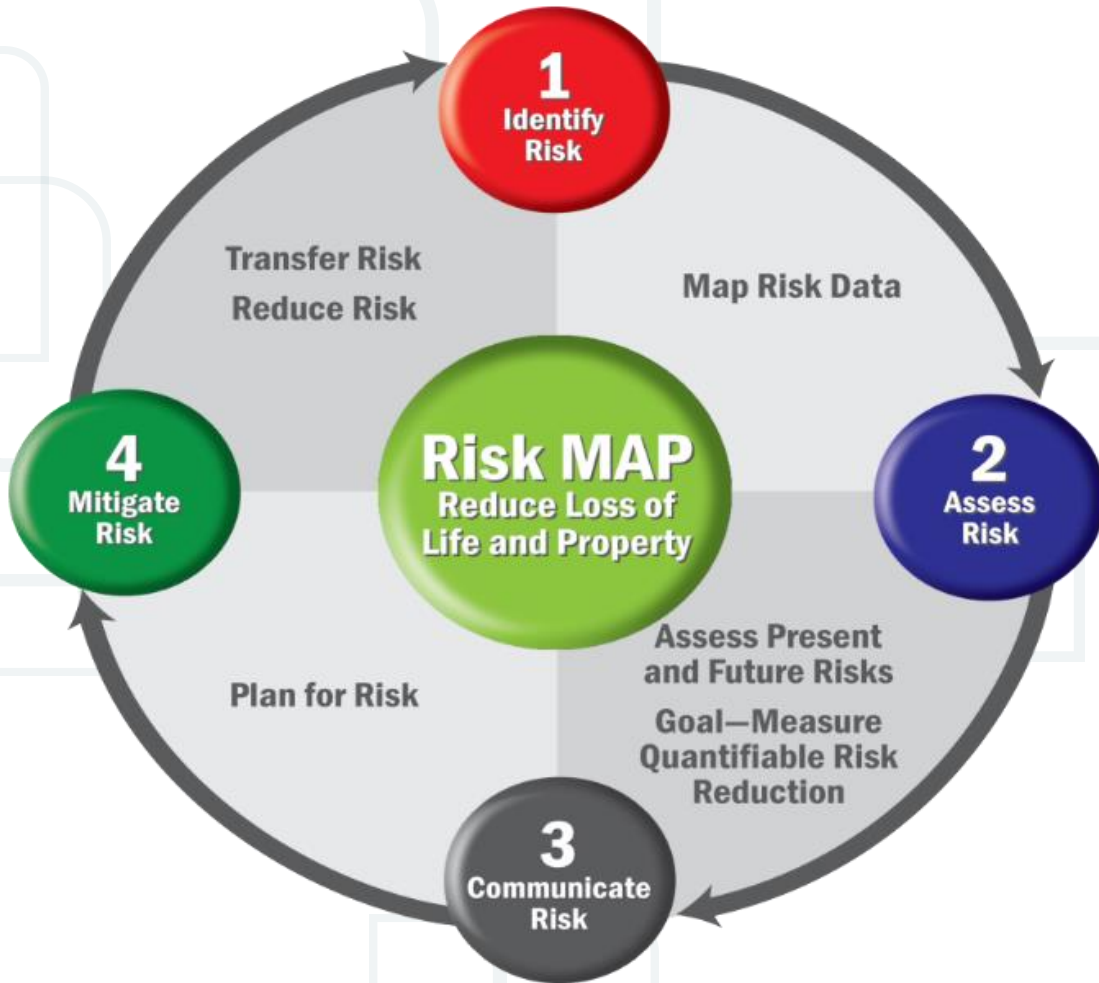 1
Identify
Risk
Transfer Risk
Reduce Risk
Map Risk Data
Risk MAP
Reduce Loss of
Life and Property
4
Mitigate
Risk
2
Assess
Risk
Plan for Risk
Assess Present
and Future Risks
Goal—Measure
Quantifiable Risk
Reduction
3
Communicate
Risk